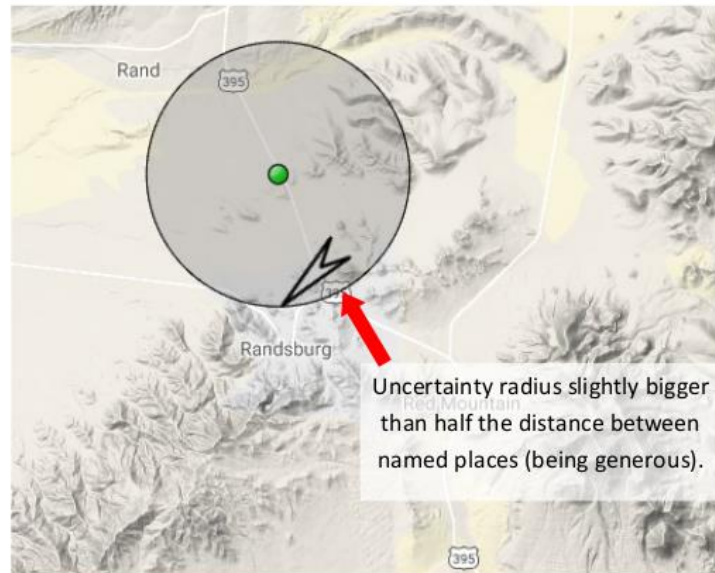 Rand
395
Randsburg
Uncertainty radius slightly bigger
Red Mountain
than half the distance between
named places (being generous).
395